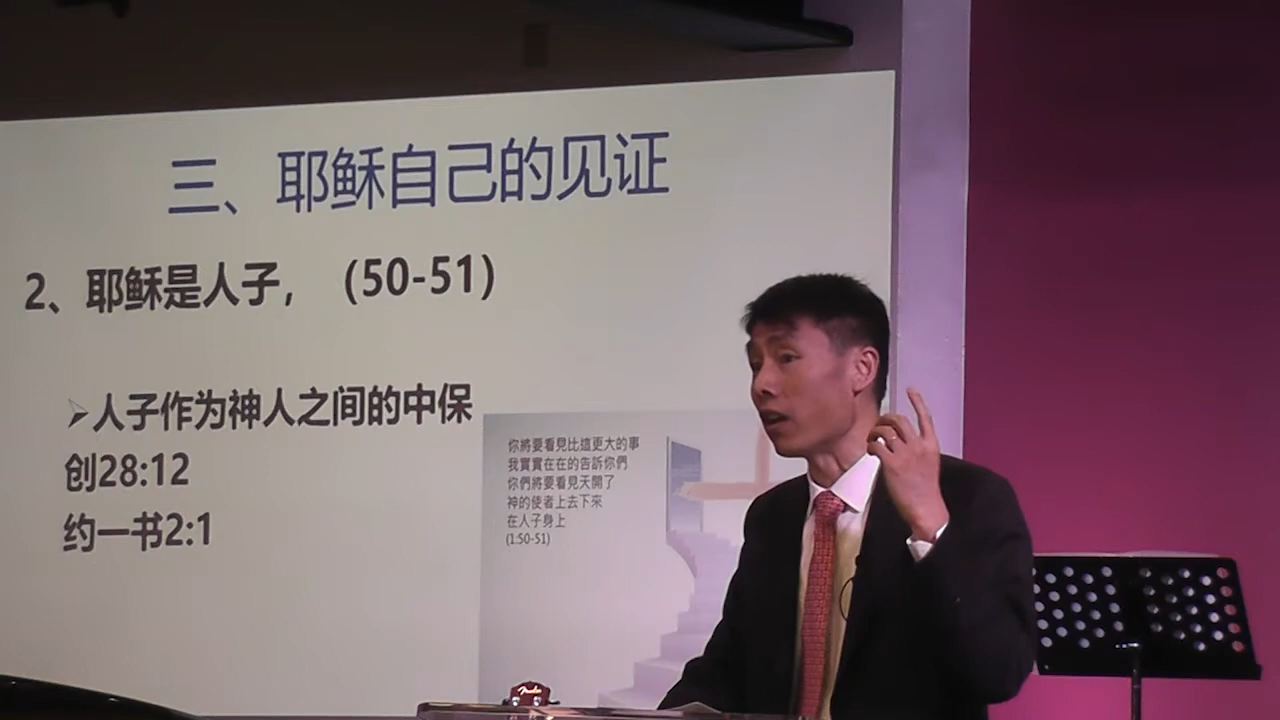 三、耶稣自己的见证
2、耶稣是人子，（50-51）
➢人子作为神人之间的中保
创28:12
约一书2:1
你將要看見比這更大的事
我實實在在的告訴你們
你們將要看見天開了
神的使者上去下來
在人子身上
(1:50-51)
Fender